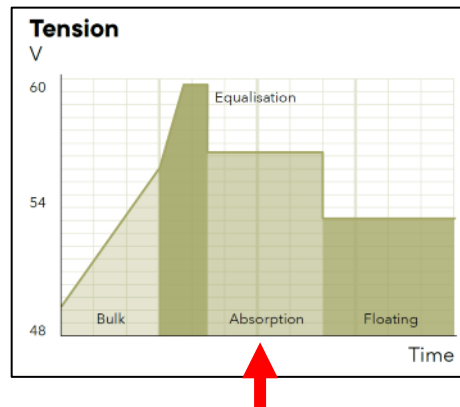 Tension
V
60
Equalisation
54
Bulk Absorption Floating
48
Time